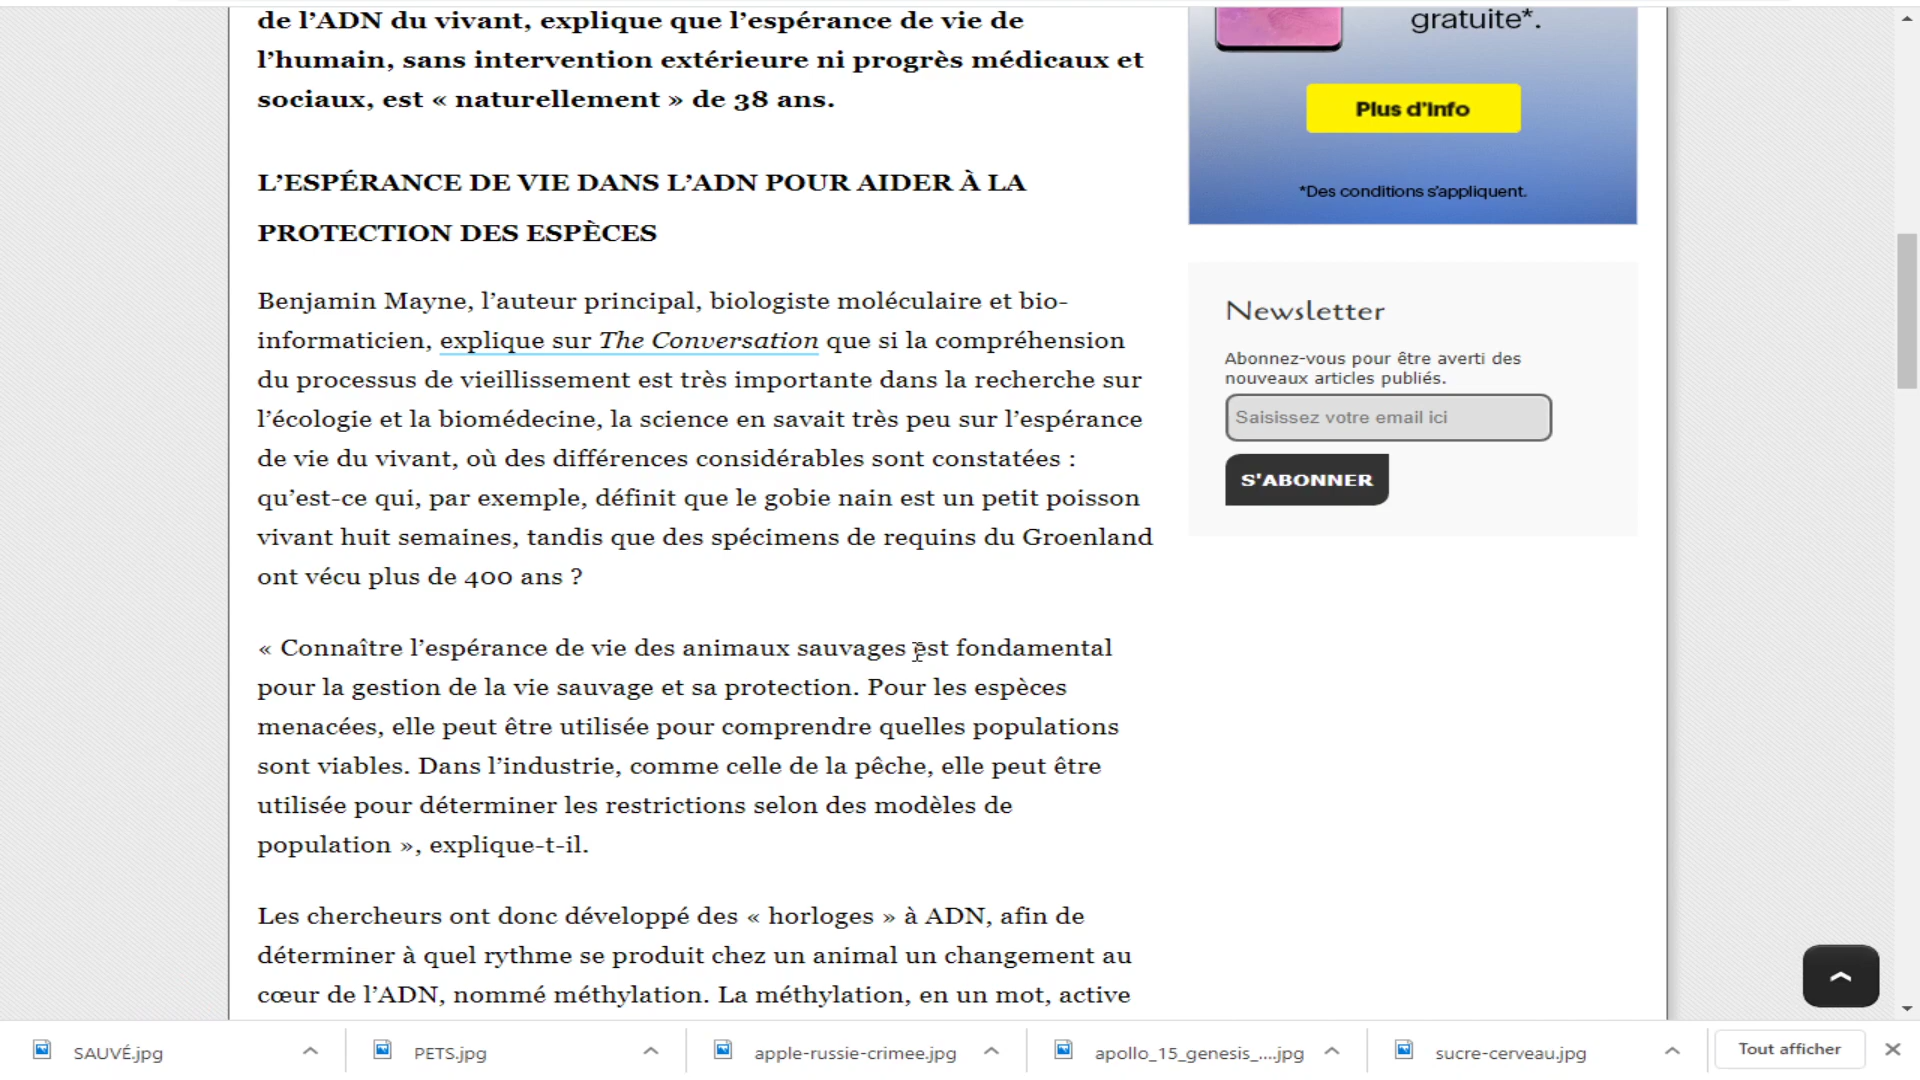 de l’ADN du vivant, explique que l’espérance de vie de
l’humain, sans intervention extérieure ni progrès médicaux et
sociaux, est « naturellement » de 38 ans.
L’ESPÉRANCE DE VIE DANS L’ADN POUR AIDER À LA
PROTECTION DES ESPÈCES
Benjamin Mayne, l’auteur principal, biologiste moléculaire et bio-
informaticien, explique sur The Conversation que si la compréhension
du processus de vieillissement est très importante dans la recherche sur
l’écologie et la biomédecine, la science en savait très peu sur l’espérance
de vie du vivant, où des différences considérables sont constatées :
qu’est-ce qui, par exemple, définit que le gobie nain est un petit poisson
vivant huit semaines, tandis que des spécimens de requins du Groenland
ont vécu plus de 400 ans ?
« Connaître l’espérance de vie des animaux sauvages est fondamental
pour la gestion de la vie sauvage et sa protection. Pour les espèces
menacées, elle peut être utilisée pour comprendre quelles populations
sont viables. Dans l’industrie, comme celle de la pêche, elle peut être
utilisée pour déterminer les restrictions selon des modèles de
population », explique-t-il.
Les chercheurs ont donc développé des « horloges » à ADN, afin de
déterminer à quel rythme se produit chez un animal un changement au
cœur de l’ADN, nommé méthylation. La méthylation, en un mot, active
gratuite*.
Plus d’info
*Des conditions s’appliquent.
Newsletter
Abonnez-vous pour être averti des
nouveaux articles publiés.
Saisissez votre email ici
S'ABONNER
SAUVÉ.jpg
PETS.jpg
apple-russie-crimee.jpg
apollo_15_genesis_....jpg
sucre-cerveau.jpg
Tout afficher